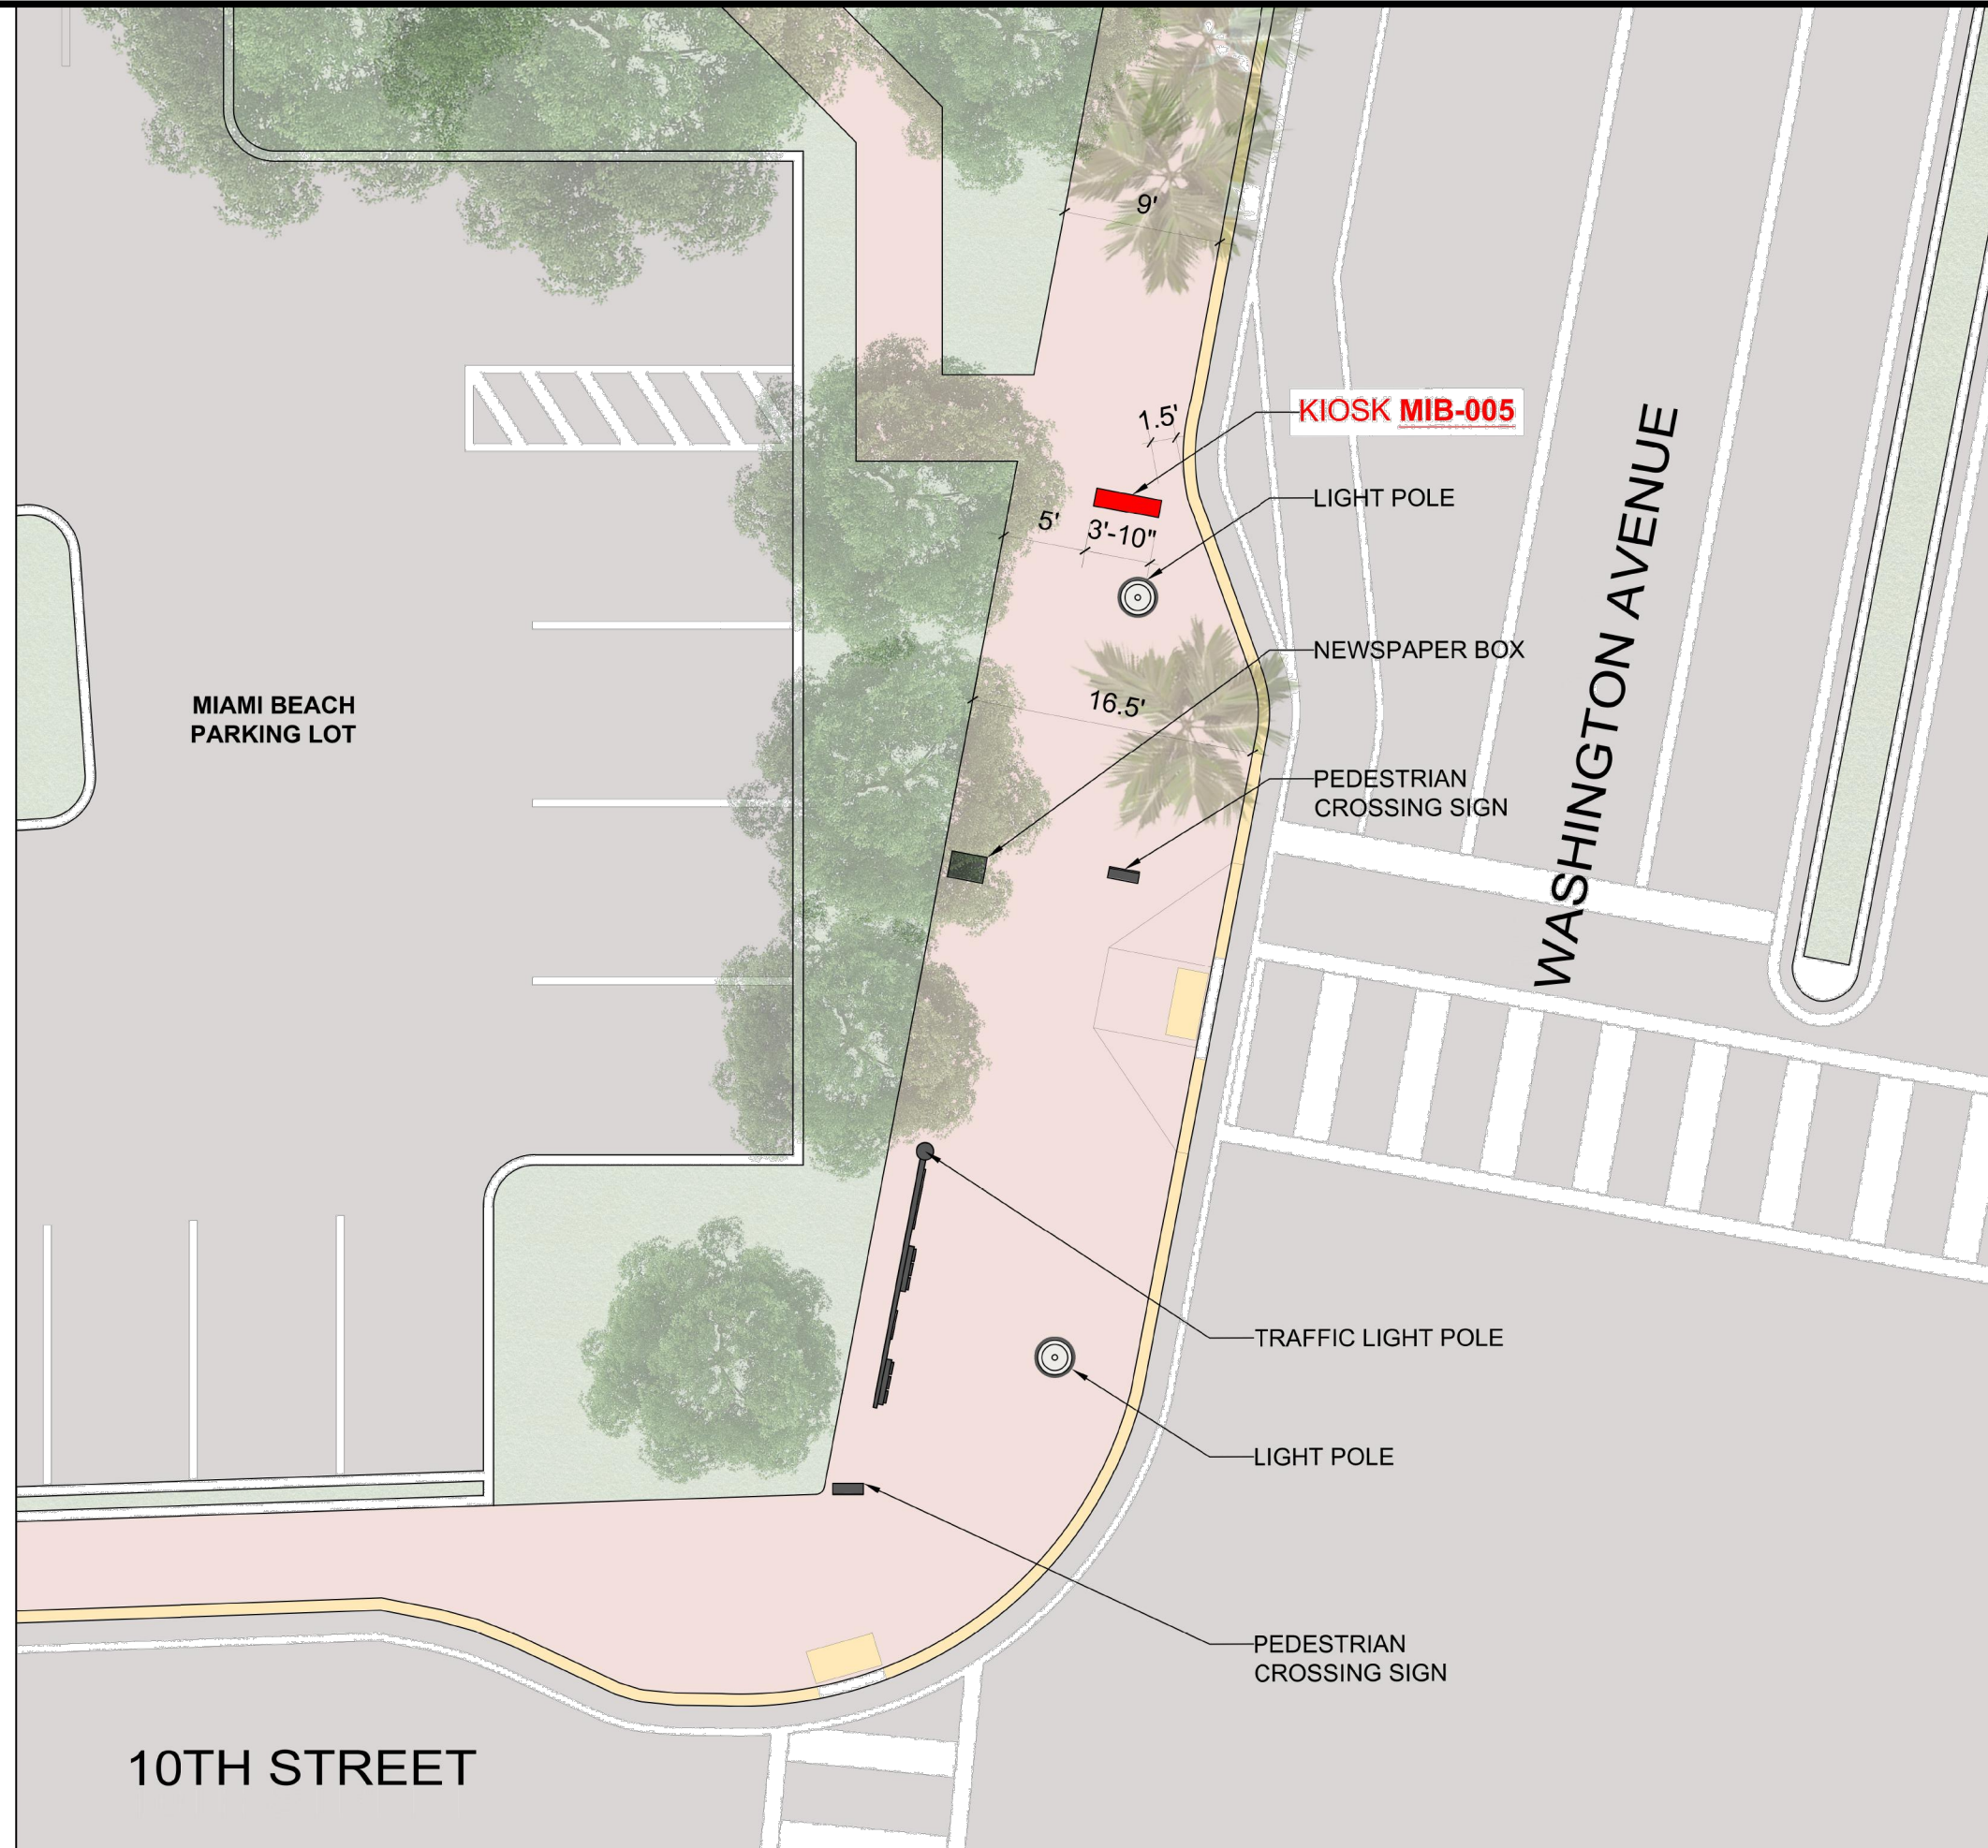 9'
KIOSK MIB-005
1.5'
LIGHT POLE
5'
3'-10"
NEWSPAPER BOX
16.5'
MIAMI BEACH
PARKING LOT
WASHINGTON AVENUE
PEDESTRIAN
CROSSING SIGN
TRAFFIC LIGHT POLE
LIGHT POLE
PEDESTRIAN
CROSSING SIGN
10TH STREET